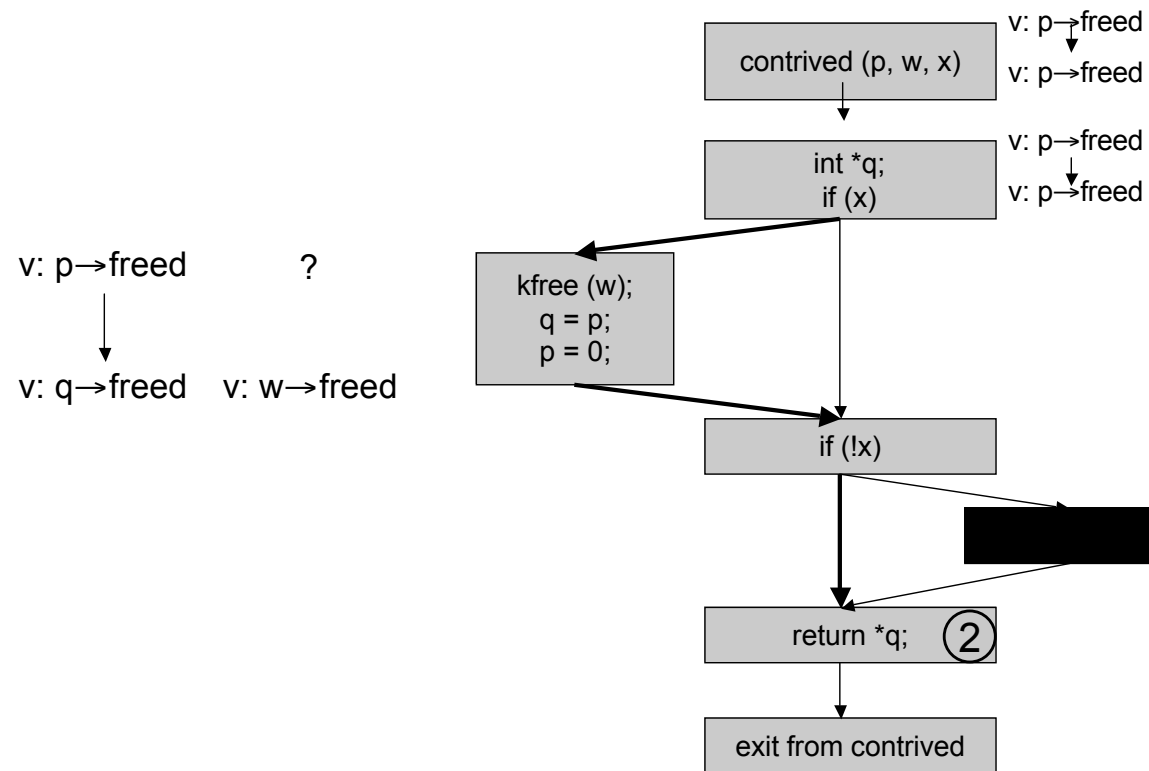 v: p→freed
contrived (p, w, x)
v: p→freed
v: p→freed
int *q;
if (x)
v: p→freed
v: p→freed ?
kfree (w);
q = p;
p = 0;
v: q→freed v: w→freed
if (!x)
return *q; 2
exit from contrived